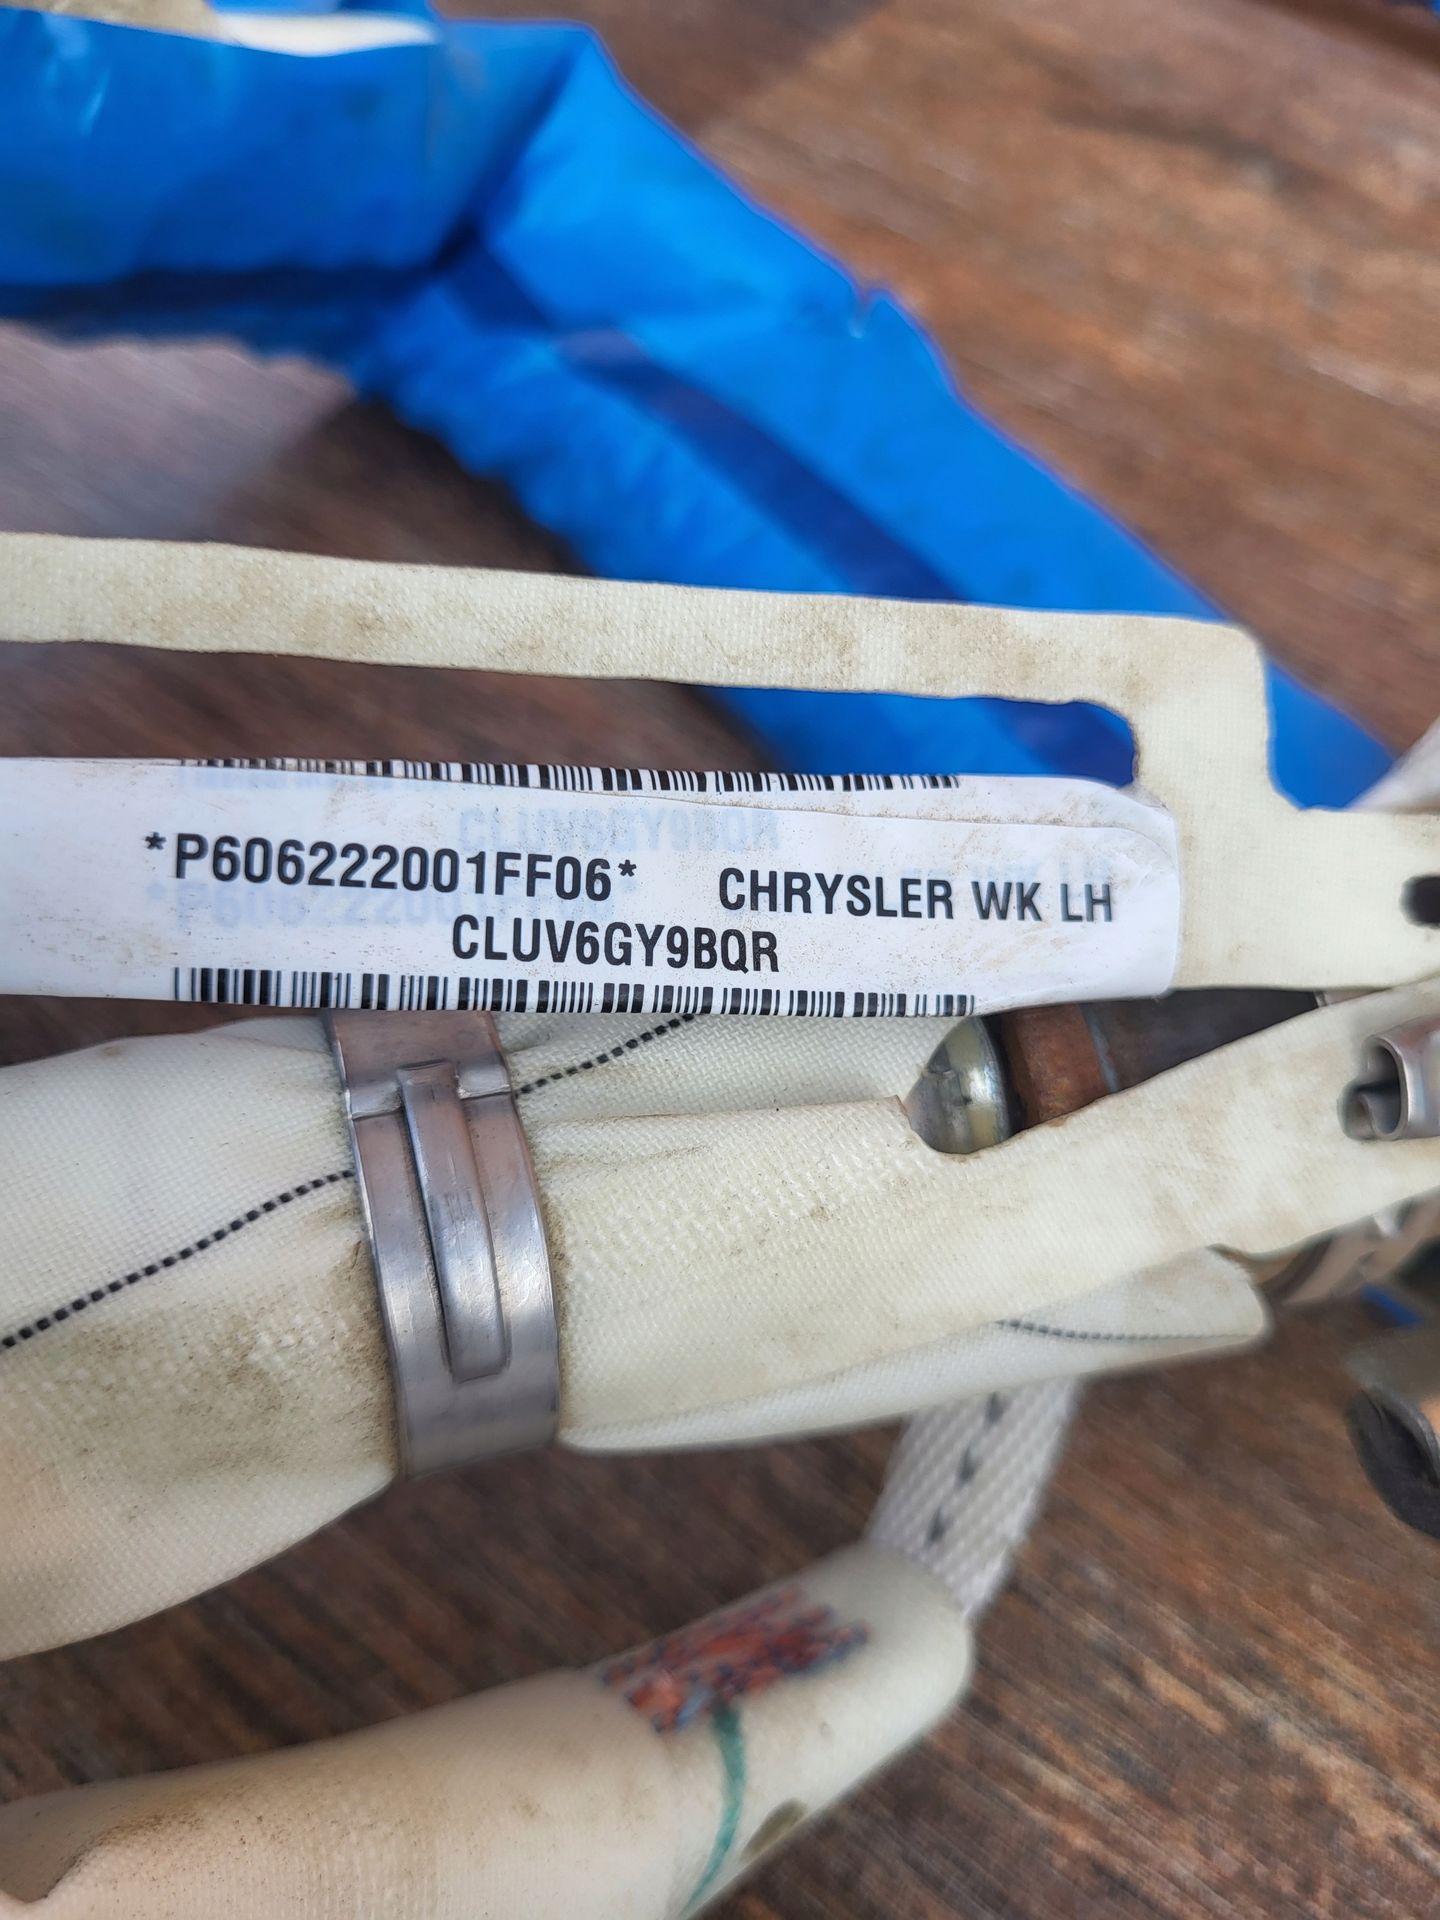 *P606222001FF06* CHRYSLER WK LH
CLUV6GY9BQR